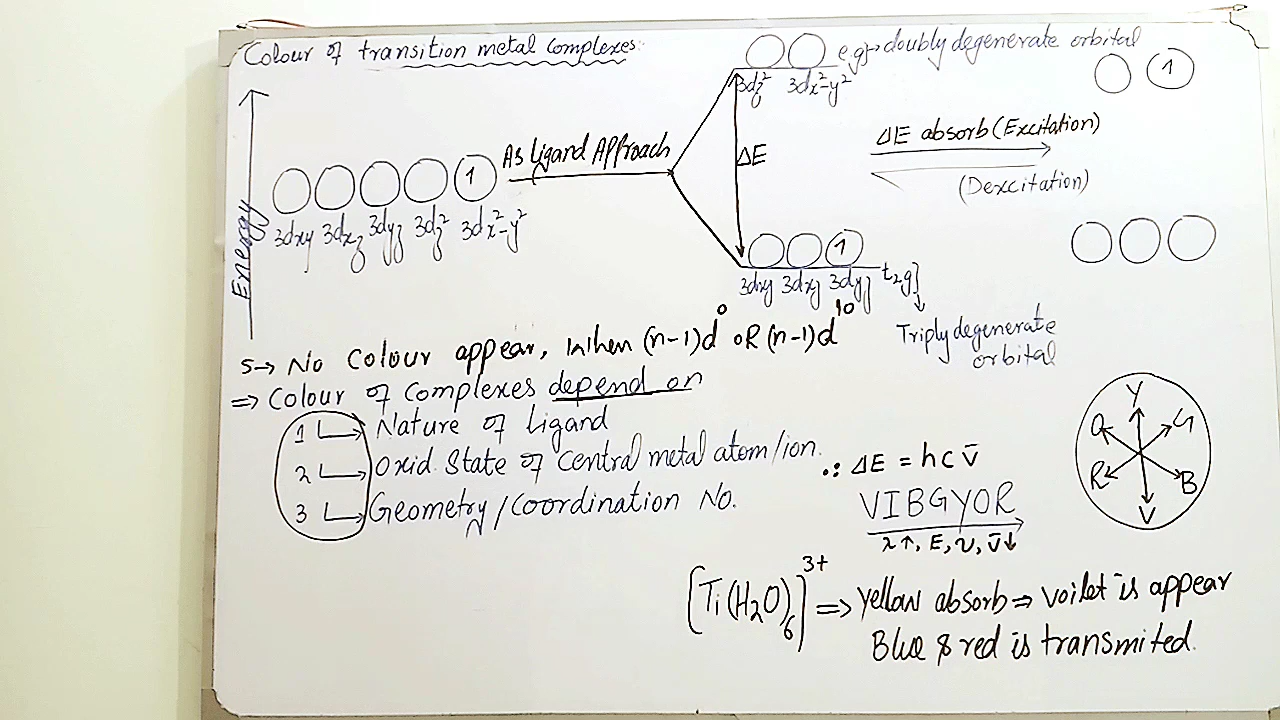 Colour of transition metal complexes:
3dz² 3dx²-y² e.g}→doubly degenerate orbital
1
ΔE absorb (Excitation)
(Dexcitation)
As Ligand Approach
ΔE
1
3dxy 3dxz 3dyz 3dz² 3dx²-y²
Energy
1
3dxy 3dxz 3dyz t₂g}
Triply degenerate
orbital
5→ No Colour appear, When (n-1)d⁰ OR (n-1)d¹⁰
⇒ Colour of Complexes depend on
1 Nature of Ligand
2 Oxid. State of Central metal atom/ion.
3 Geometry/Coordination No.
∴ ΔE = hcv̄
VIBGYOR
λ↑, E, ν, v̄↓
Y
O G
R B
V
[Ti(H₂O)₆]³⁺ ⇒ Yellow absorb ⇒ Voilet is appear
Blue & red is transmited.